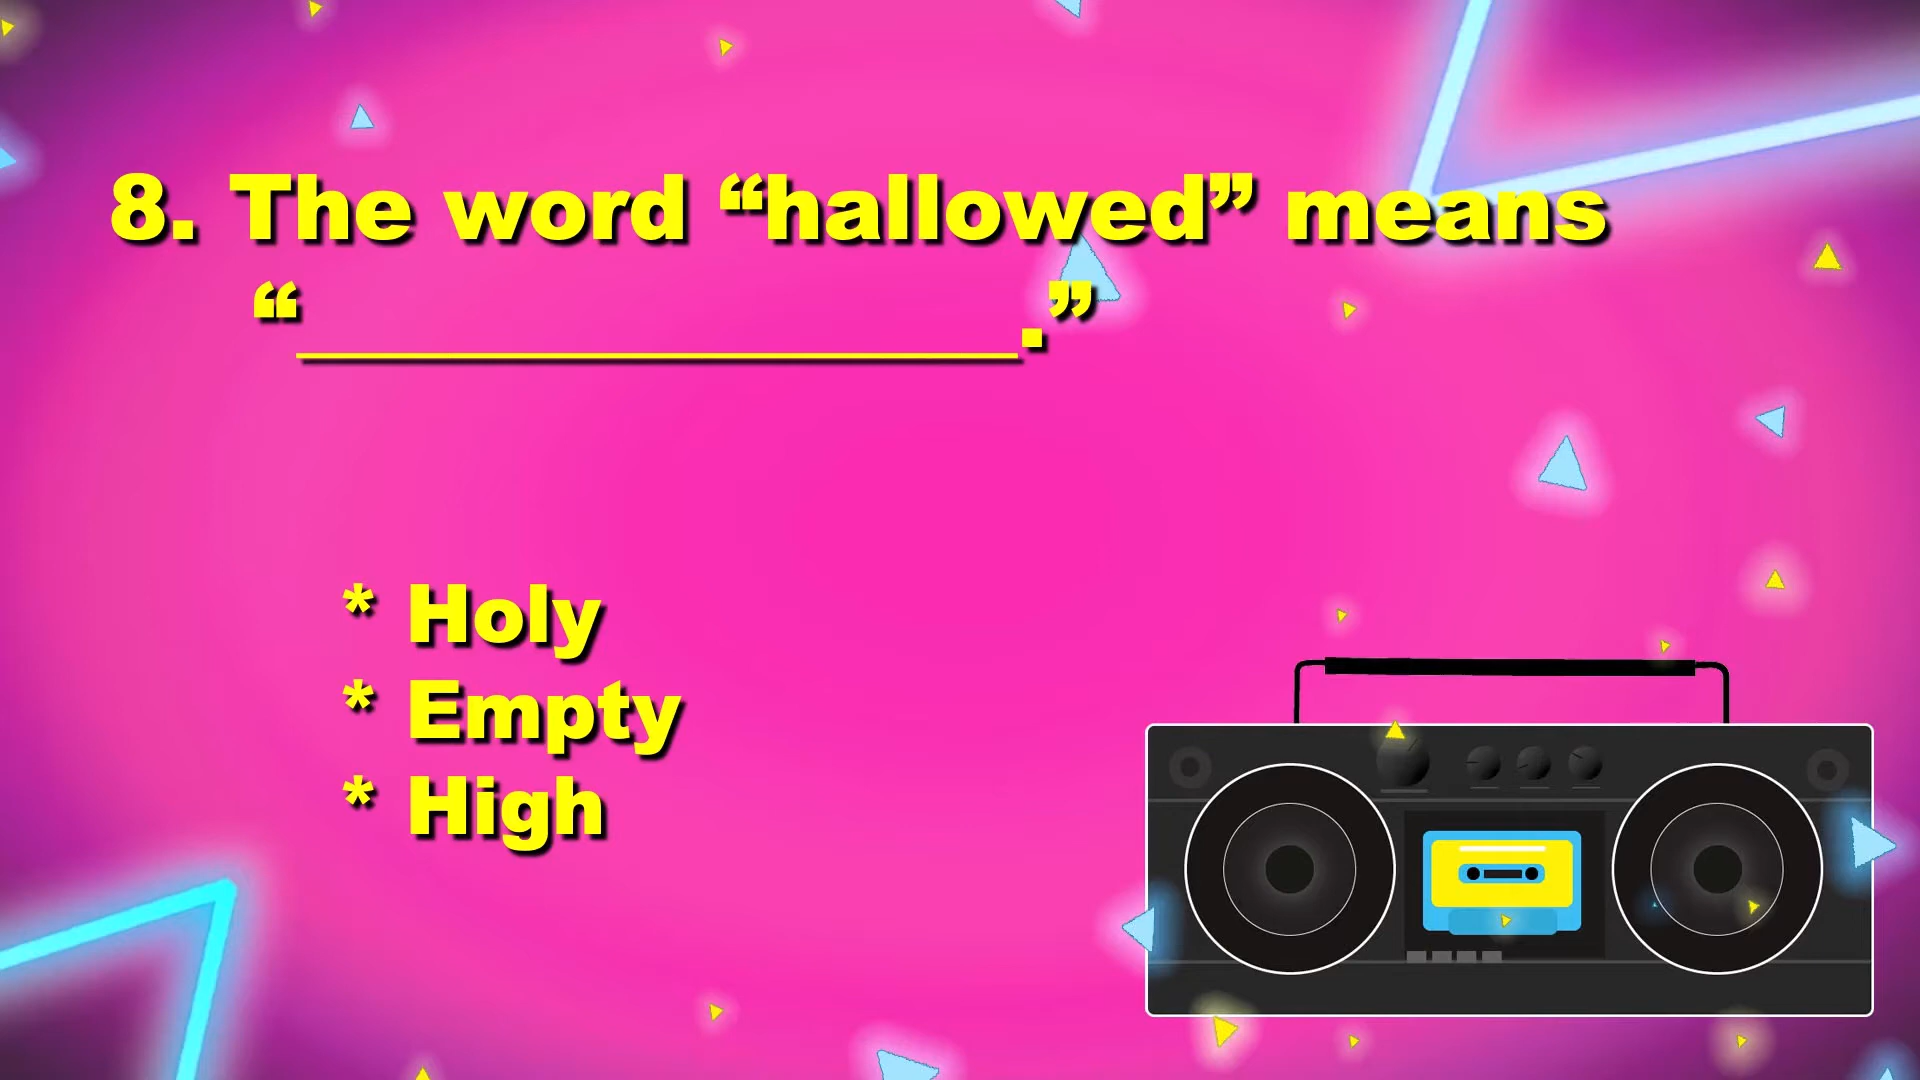 8. The word “hallowed” means
“_______________.”
* Holy
* Empty
* High